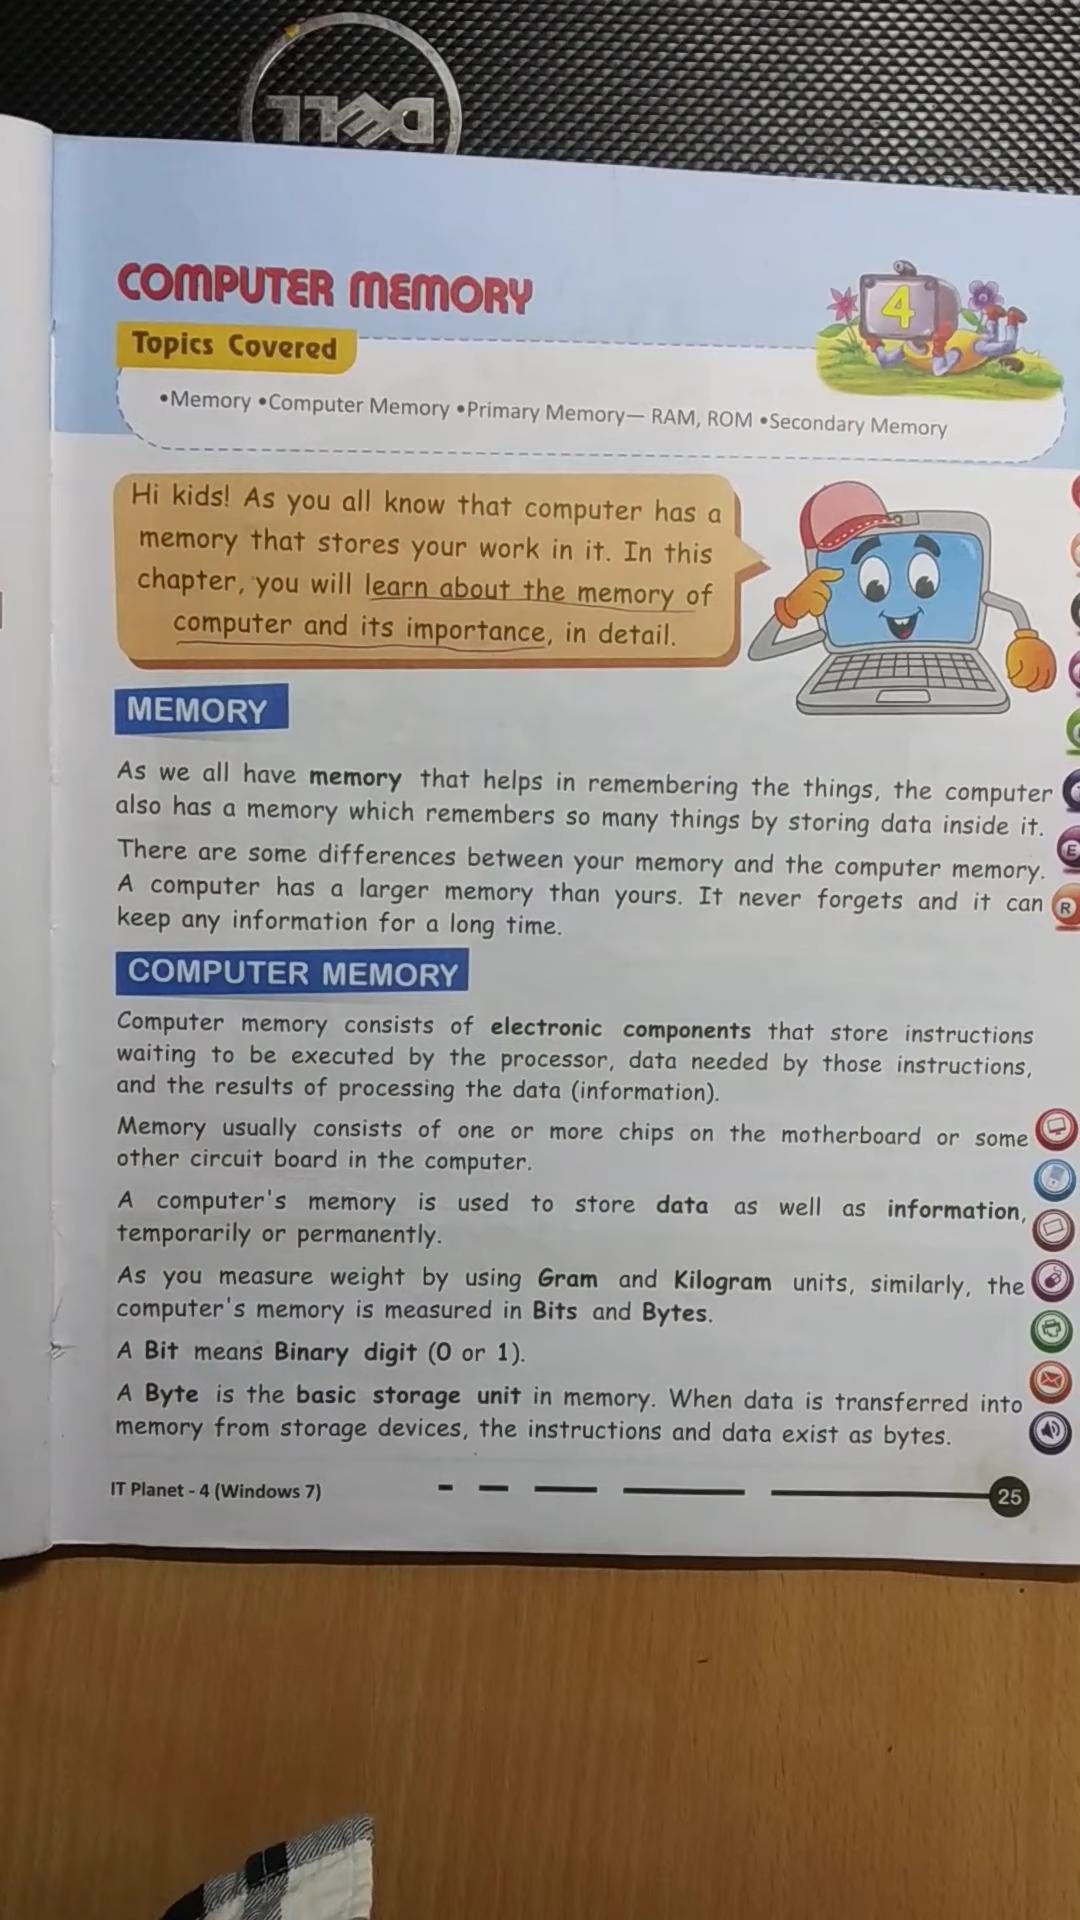 DELL
COMPUTER MEMORY
4
Topics Covered
•Memory •Computer Memory •Primary Memory— RAM, ROM •Secondary Memory
Hi kids! As you all know that computer has a
memory that stores your work in it. In this
chapter, you will learn about the memory of
computer and its importance, in detail.
MEMORY
As we all have memory that helps in remembering the things, the computer
also has a memory which remembers so many things by storing data inside it.
There are some differences between your memory and the computer memory.
A computer has a larger memory than yours. It never forgets and it can
keep any information for a long time.
E
R
COMPUTER MEMORY
Computer memory consists of electronic components that store instructions
waiting to be executed by the processor, data needed by those instructions,
and the results of processing the data (information).
Memory usually consists of one or more chips on the motherboard or some
other circuit board in the computer.
A computer's memory is used to store data as well as information,
temporarily or permanently.
As you measure weight by using Gram and Kilogram units, similarly, the
computer's memory is measured in Bits and Bytes.
A Bit means Binary digit (0 or 1).
A Byte is the basic storage unit in memory. When data is transferred into
memory from storage devices, the instructions and data exist as bytes.
IT Planet - 4 (Windows 7)
25